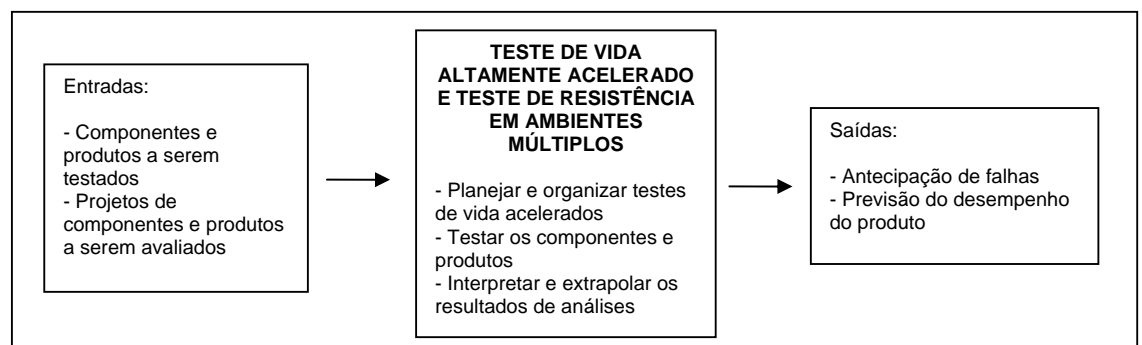 Entradas:
- Componentes e
produtos a serem
testados
- Projetos de
componentes e produtos
a serem avaliados
TESTE DE VIDA
ALTAMENTE ACELERADO
E TESTE DE RESISTÊNCIA
EM AMBIENTES
MÚLTIPLOS
- Planejar e organizar testes
de vida acelerados
- Testar os componentes e
produtos
- Interpretar e extrapolar os
resultados de análises
Saídas:
- Antecipação de falhas
- Previsão do desempenho
do produto